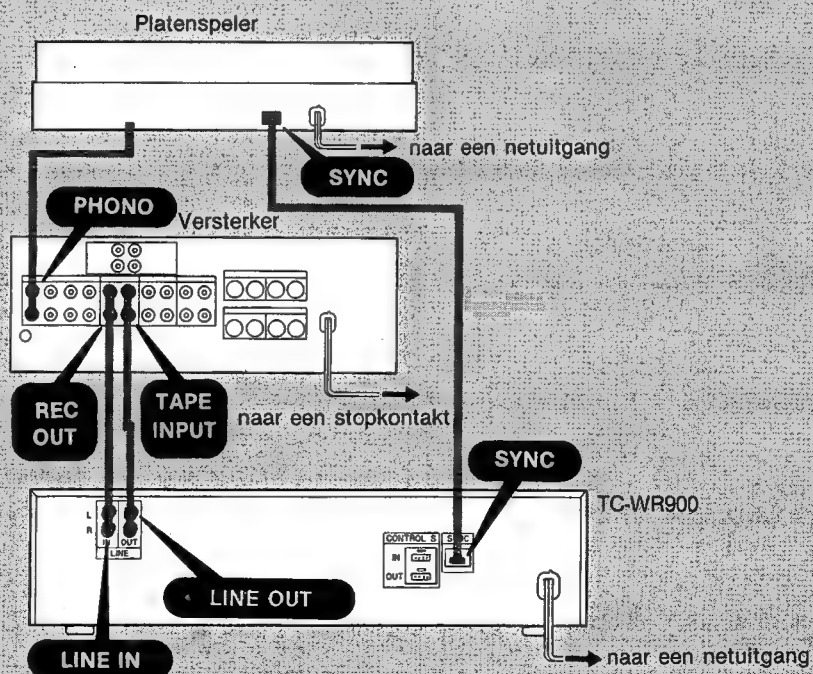 Platenspeler
naar een netuitgang
SYNC
PHONO
Versterker
REC
OUT
TAPE
INPUT
naar een stopkontakt
SYNC
TC-WR900
L
R
IN OUT
LINE
CONTROL S SYNC
IN
OUT
LINE OUT
LINE IN
naar een netuitgang